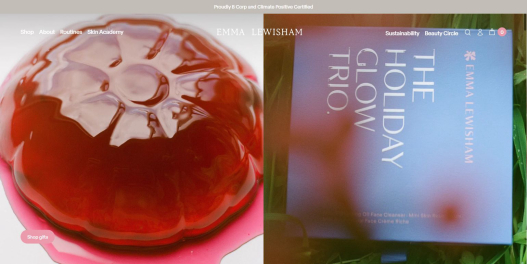 Proudly B Corp and Climate Positive Certified
Shop About Routines Skin Academy
EMMA LEWISHAM
Sustainability Beauty Circle
THE
HOLIDAY
GLOW
TRIO.
EMMA LEWISHAM
Shop gifts